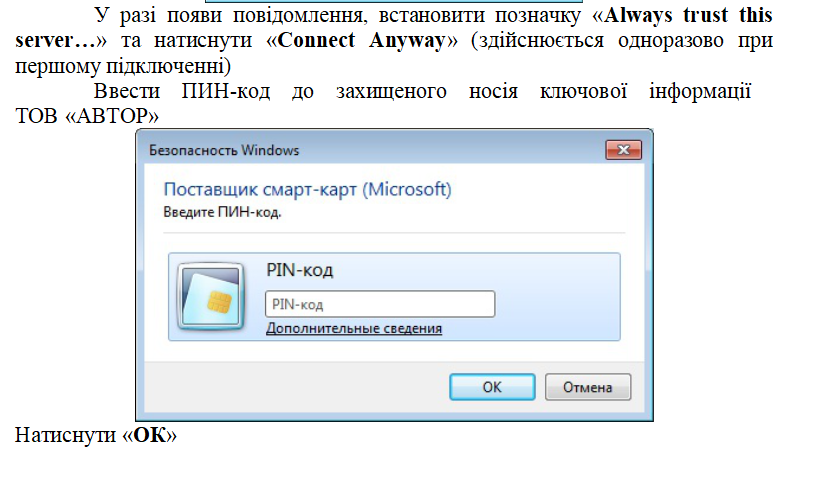 У разі появи повідомлення, встановити позначку «Always trust this
server…» та натиснути «Connect Anyway» (здійснюється одноразово при
першому підключенні)
Ввести ПИН-код до захищеного носія ключової інформації
ТОВ «АВТОР»
Безопасность Windows
Поставщик смарт-карт (Microsoft)
Введите ПИН-код.
PIN-код
PIN-код
Дополнительные сведения
OK
Отмена
Натиснути «ОК»